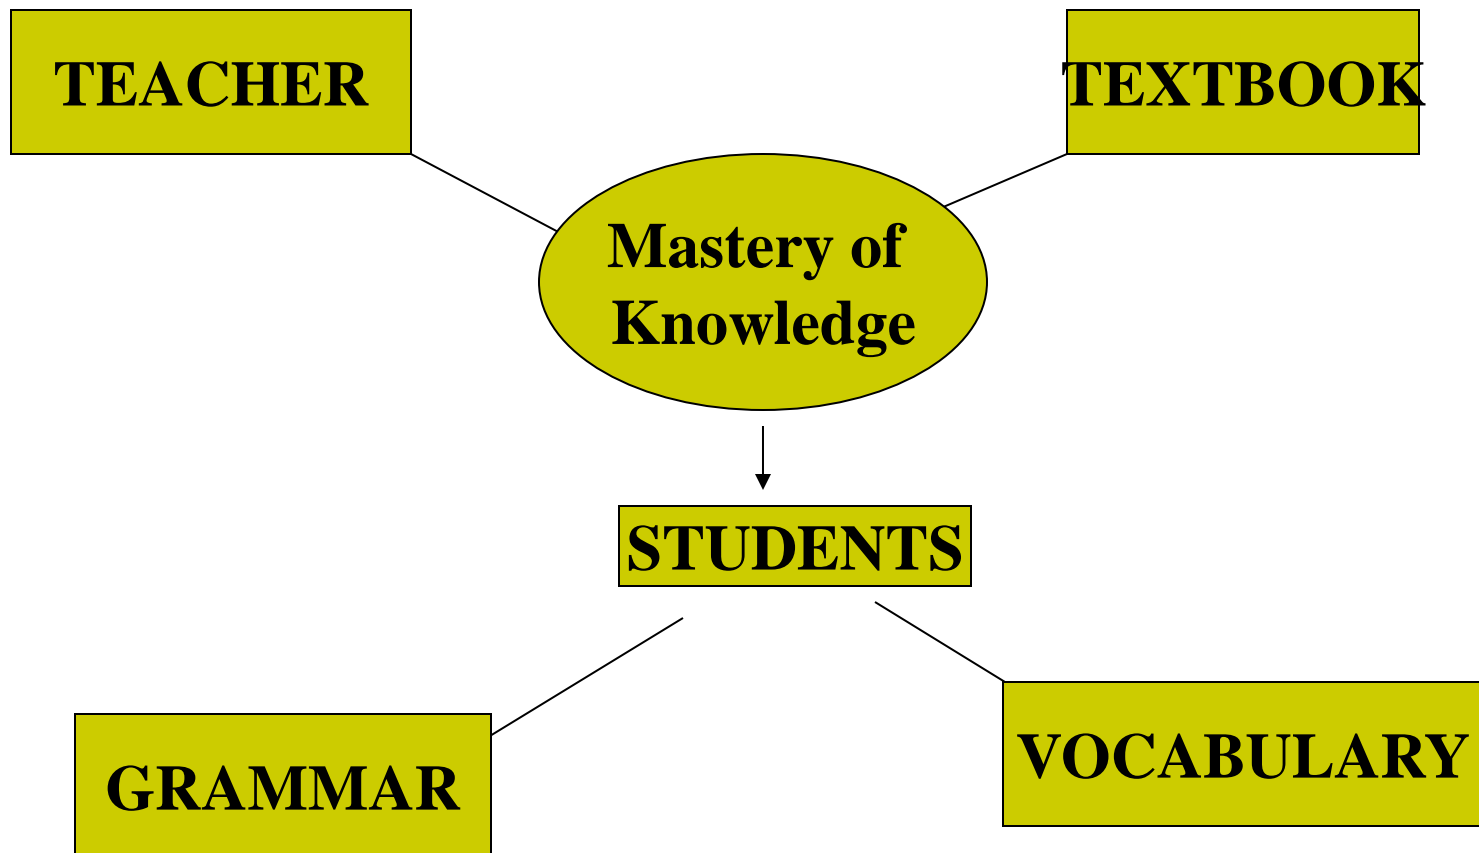 TEACHER
TEXTBOOK
Mastery of
Knowledge
STUDENTS
VOCABULARY
GRAMMAR